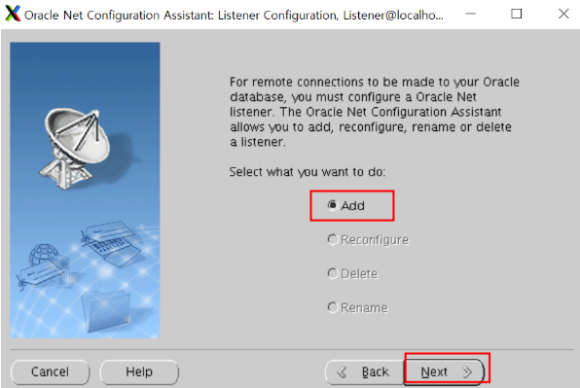 Oracle Net Configuration Assistant: Listener Configuration, Listener@localho...
For remote connections to be made to your Oracle
database, you must configure a Oracle Net
listener. The Oracle Net Configuration Assistant
allows you to add, reconfigure, rename or delete
a listener.
Select what you want to do:
Add
Reconfigure
Delete
Rename
Cancel
Help
Back
Next